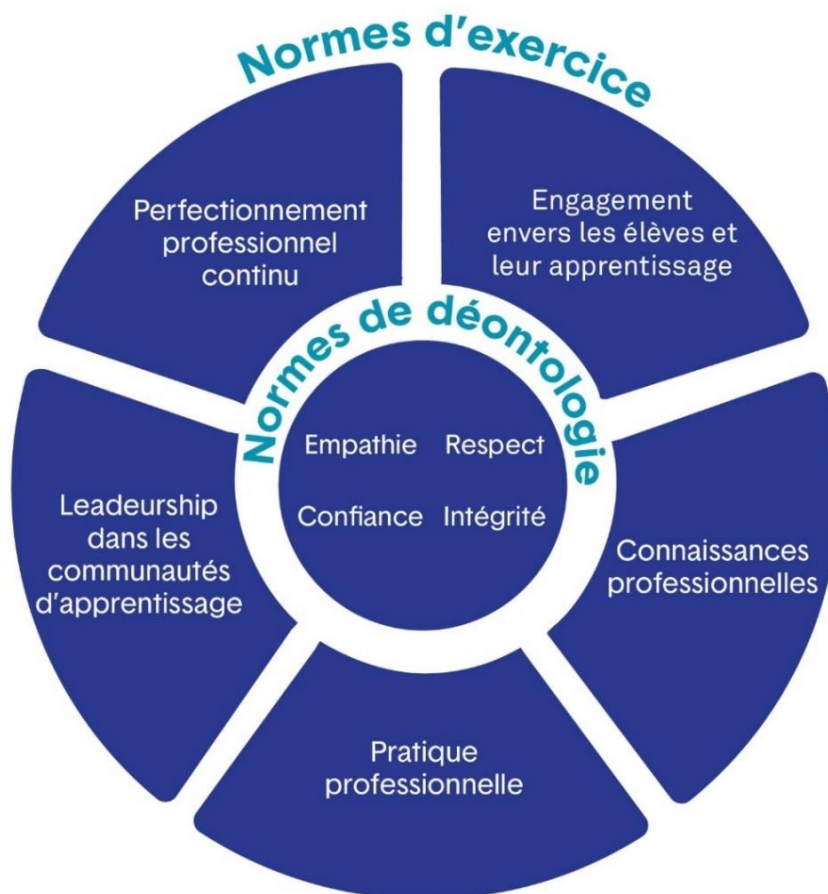 Normes d'exercice
Perfectionnement
professionnel
continu
Engagement
envers les élèves et
leur apprentissage
Normes de déontologie
Empathie Respect
Confiance Intégrité
Leadeurship
dans les
communautés
d'apprentissage
Connaissances
professionnelles
Pratique
professionnelle